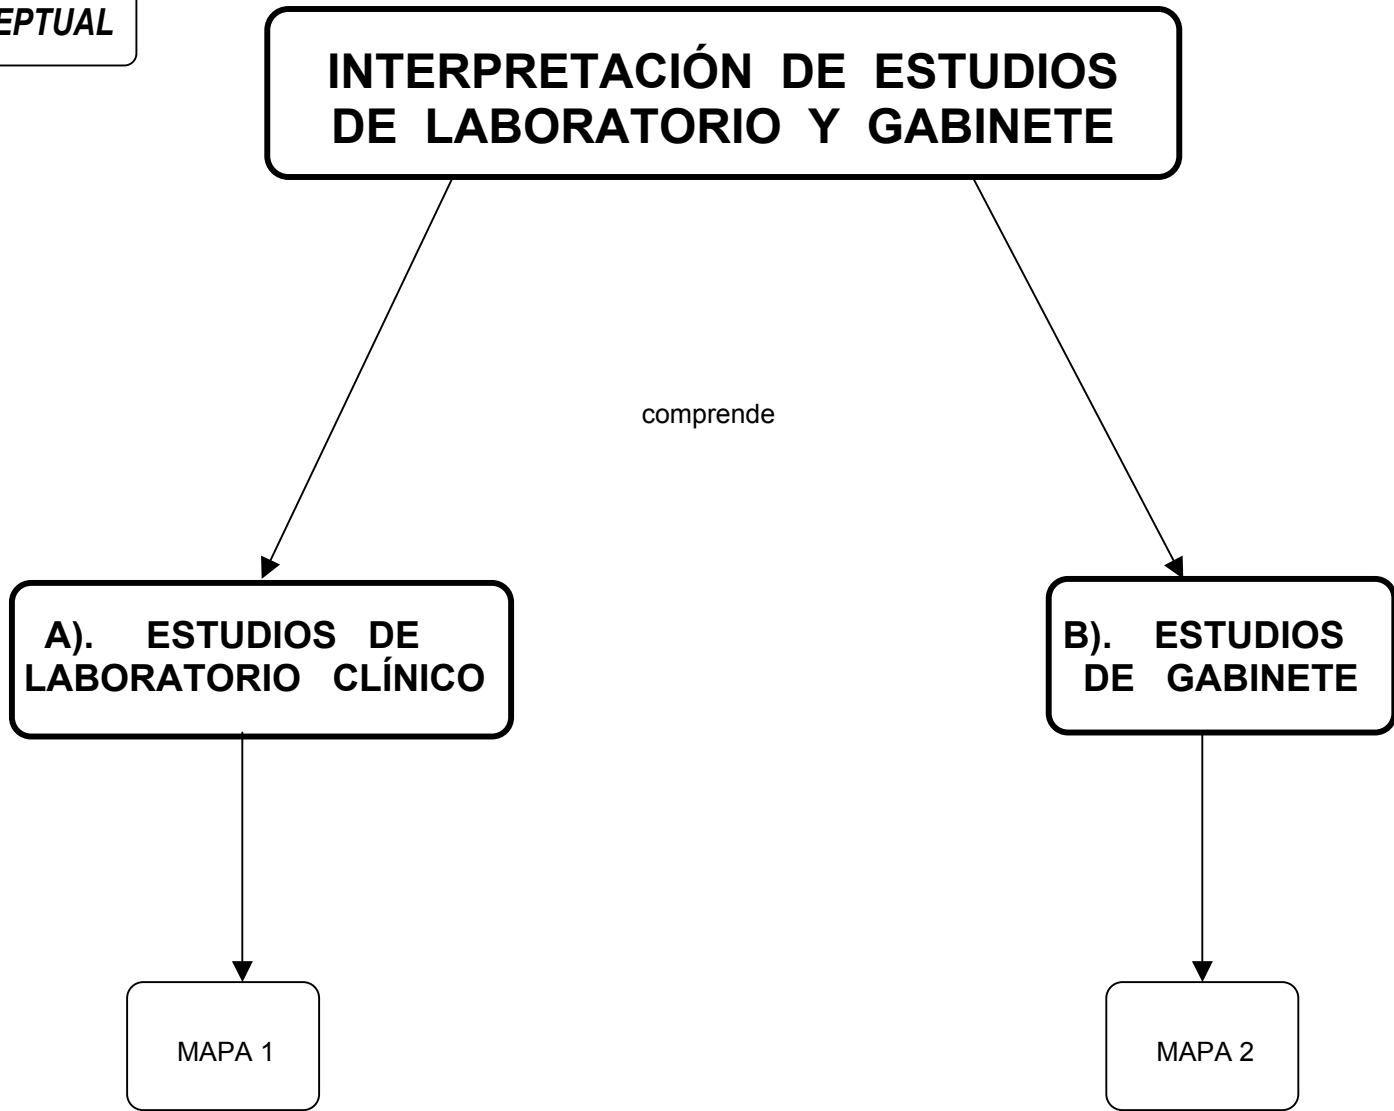 EPTUAL
INTERPRETACIÓN DE ESTUDIOS
DE LABORATORIO Y GABINETE
comprende
A). ESTUDIOS DE
LABORATORIO CLÍNICO
B). ESTUDIOS
DE GABINETE
MAPA 1
MAPA 2